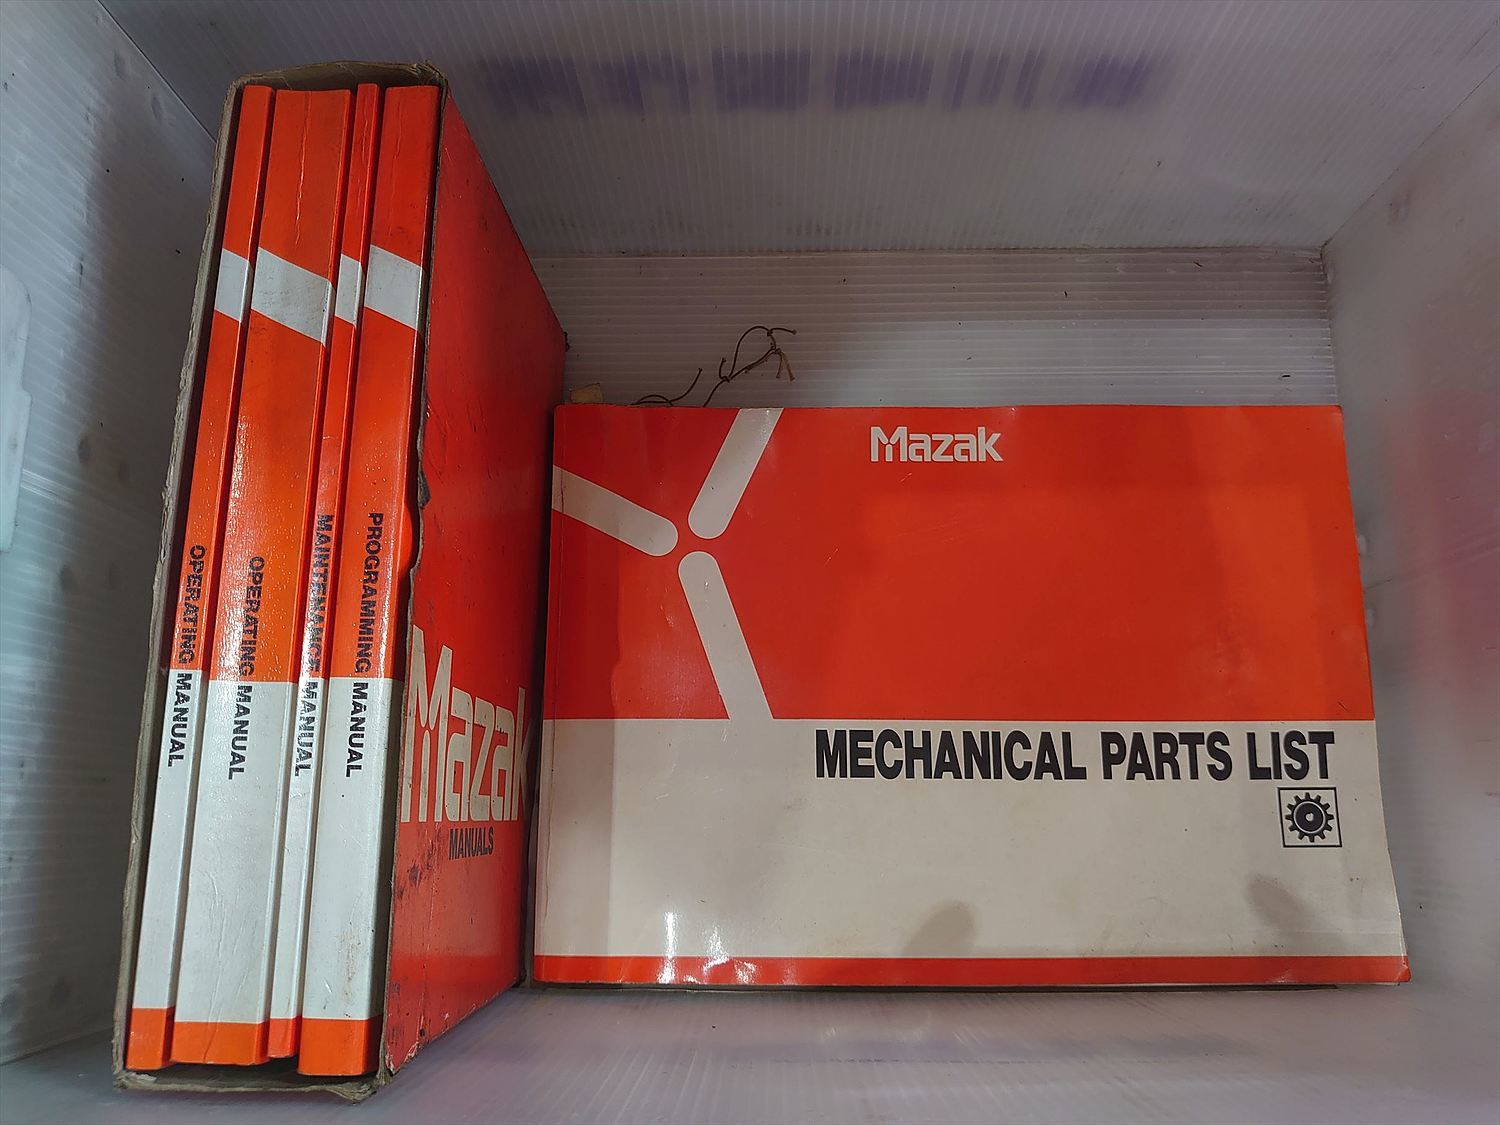 OPERATING MANUAL
OPERATING MANUAL
MAINTENANCE MANUAL
PROGRAMMING MANUAL
Mazak
MANUALS
Mazak
MECHANICAL PARTS LIST